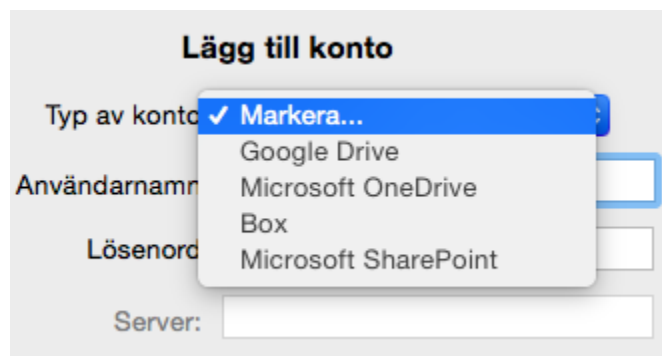 Lägg till konto
Typ av konto
✓ Markera...
Google Drive
Användarnamn
Microsoft OneDrive
Box
Lösenord
Microsoft SharePoint
Server: